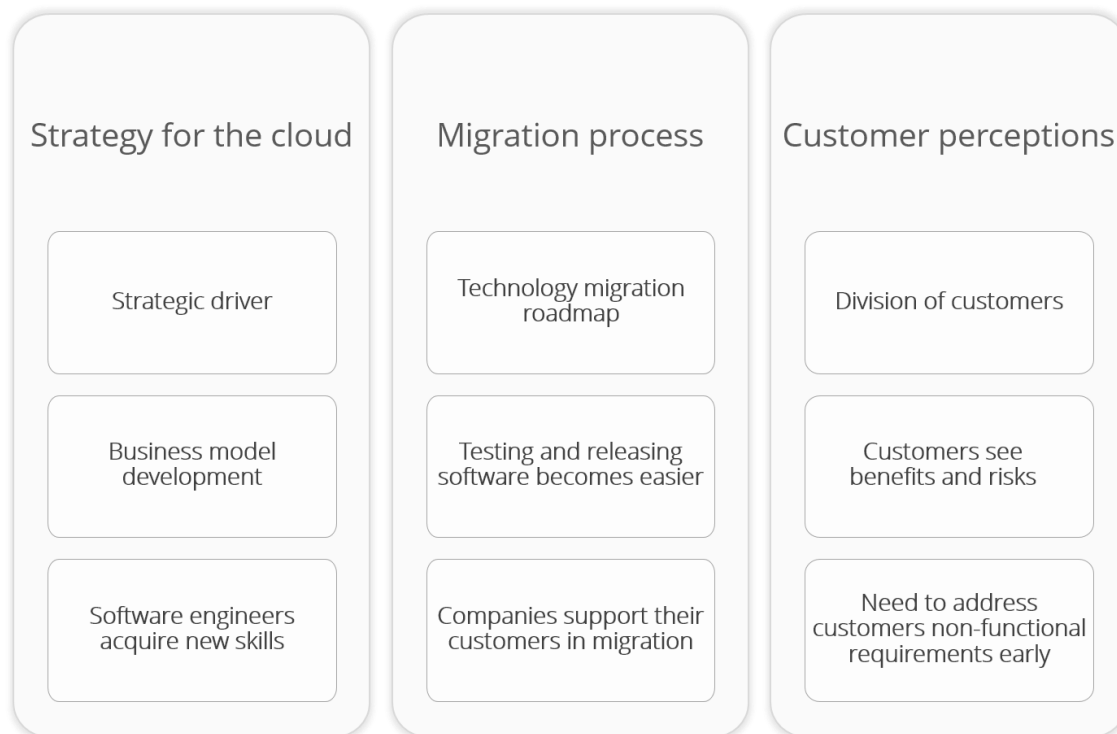 Strategy for the cloud
Strategic driver
Business model
development
Software engineers
acquire new skills
Migration process
Technology migration
roadmap
Testing and releasing
software becomes easier
Companies support their
customers in migration
Customer perceptions
Division of customers
Customers see
benefits and risks
Need to address
customers non-functional
requirements early